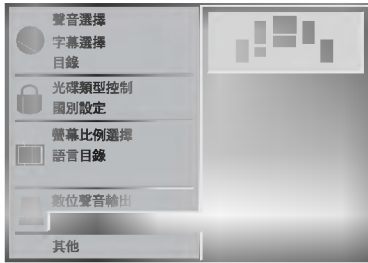 聲音選擇
字幕選擇
目錄
光碟類型控制
國別設定
螢幕比例選擇
語言目錄
數位聲音輸出
其他